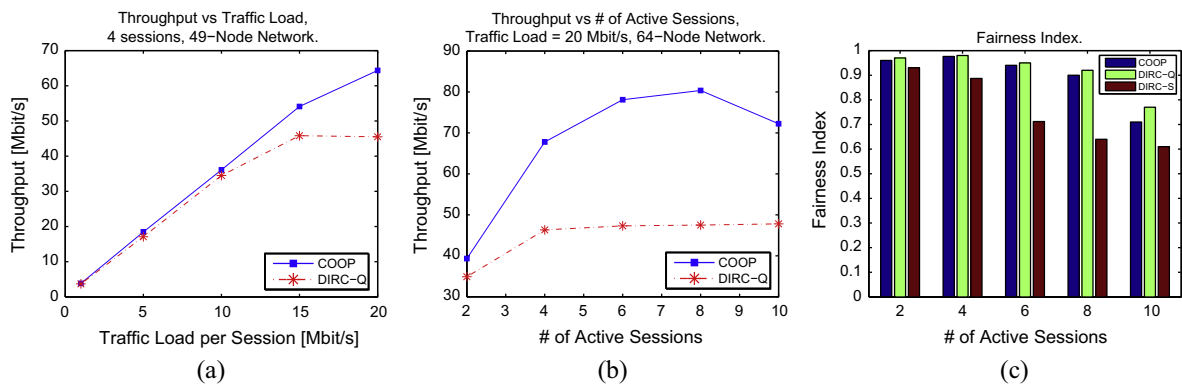 Throughput vs Traffic Load,
4 sessions, 49−Node Network.
70
60
50
40
30
20
10
0
Throughput [Mbit/s]
COOP
DIRC−Q
0
5
10
15
20
Traffic Load per Session [Mbit/s]
(a)
Throughput vs # of Active Sessions,
Traffic Load = 20 Mbit/s, 64−Node Network.
90
80
70
60
50
40
30
Throughput [Mbit/s]
COOP
DIRC−Q
2
3
4
5
6
7
8
9
10
# of Active Sessions
(b)
Fairness Index.
1
0.9
0.8
0.7
0.6
0.5
0.4
0.3
0.2
0.1
0
Fairness Index
COOP
DIRC−Q
DIRC−S
2
4
6
8
10
# of Active Sessions
(c)